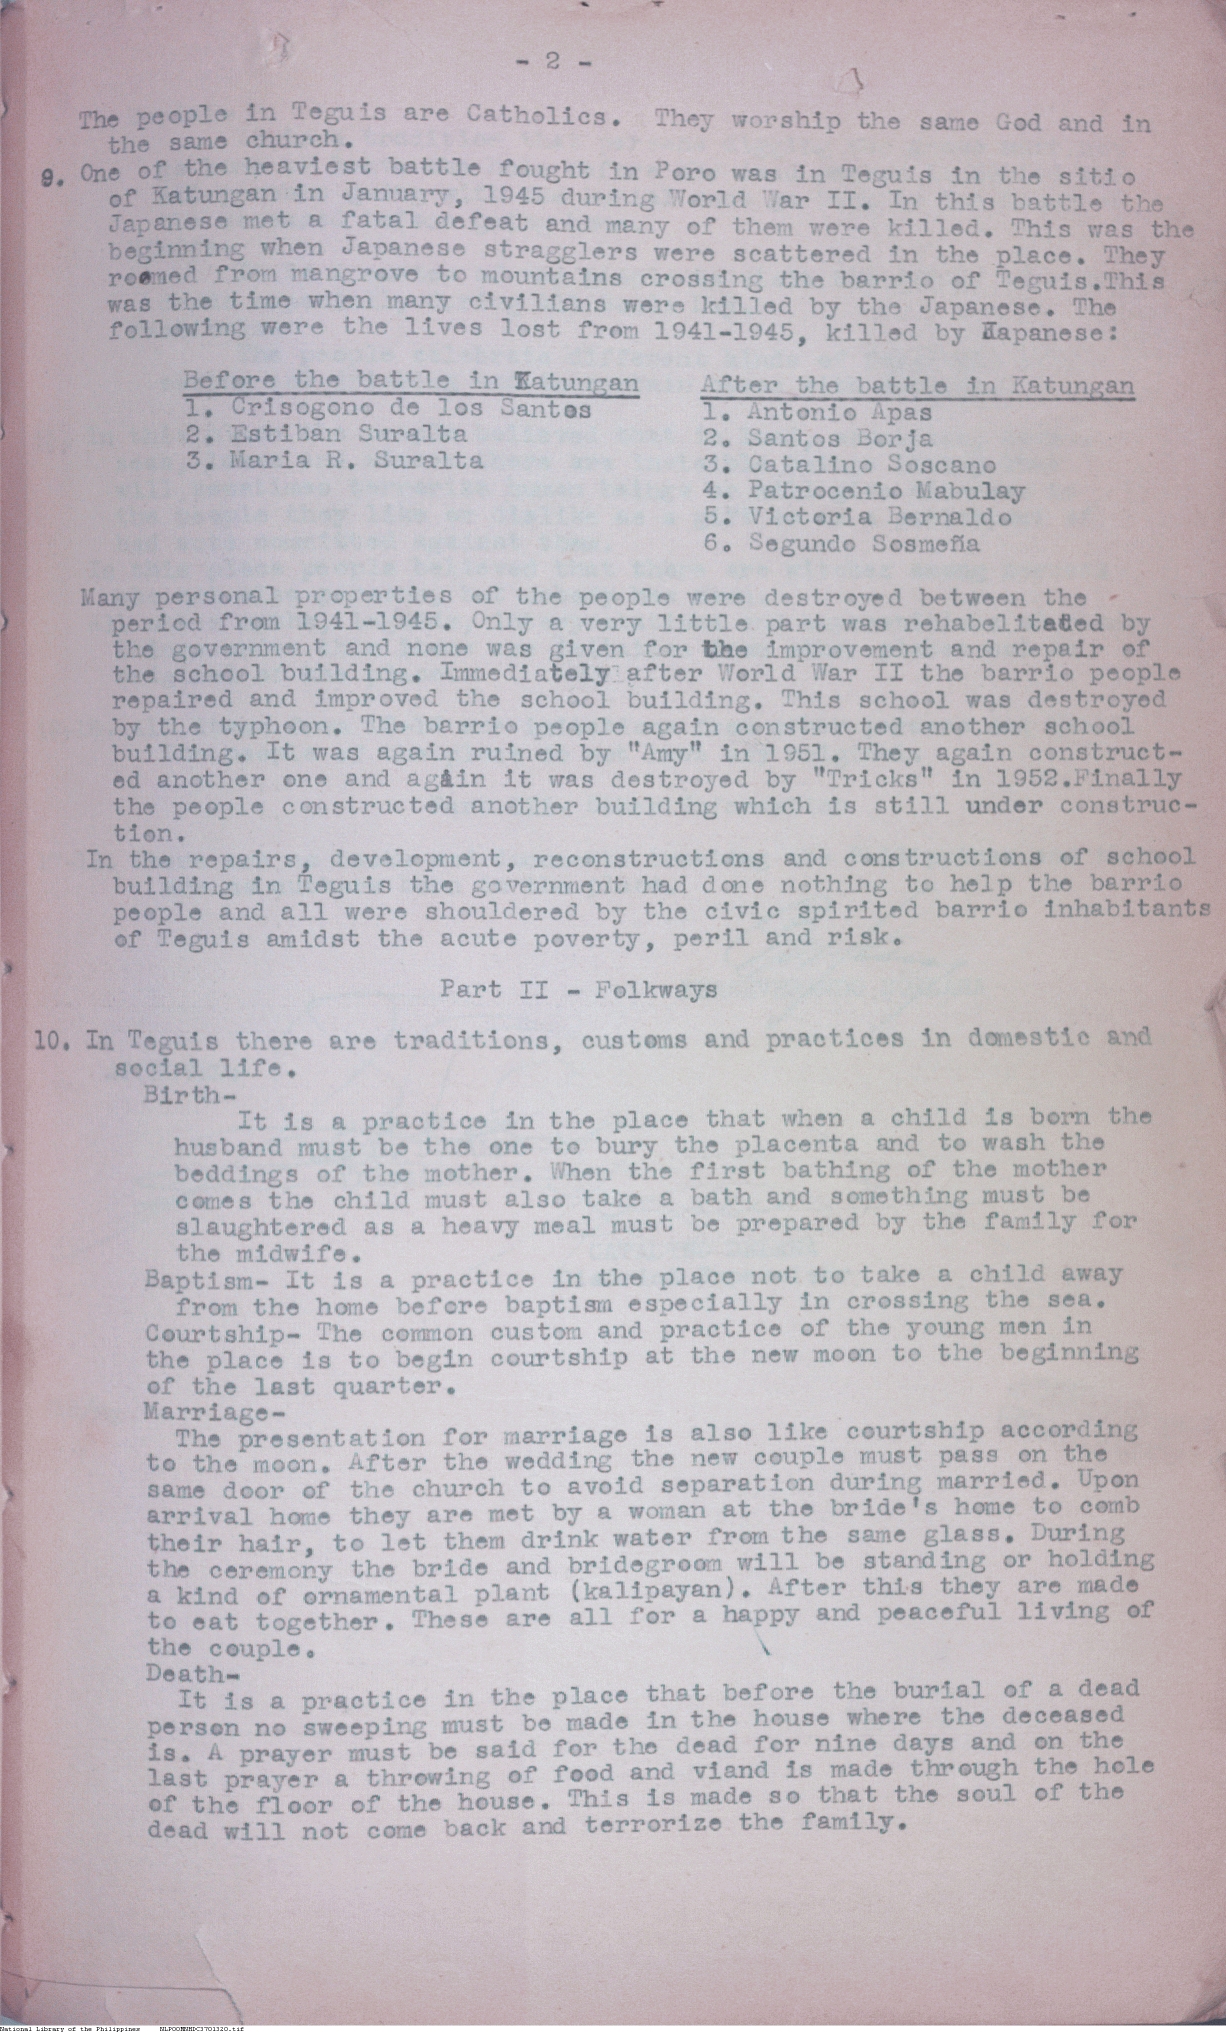 - 2 -
The people in Teguis are Catholics. They worship the same God and in
the same church.
9. One of the heaviest battle fought in Poro was in Teguis in the sitio
of Katungan in January, 1945 during World War II. In this battle the
Japanese met a fatal defeat and many of them were killed. This was the
beginning when Japanese stragglers were scattered in the place. They
roomed from mangrove to mountains crossing the barrio of Teguis.This
was the time when many civilians were killed by the Japanese. The
following were the lives lost from 1941-1945, killed by Japanese:
Before the battle in Katungan
1. Crisogono de los Santos
2. Estiban Suralta
3. Maria R. Suralta
After the battle in Katungan
1. Antonio Apas
2. Santos Borja
3. Catalino Soscano
4. Patrocenio Mabulay
5. Victoria Bernaldo
6. Segundo Sosmeña
Many personal properties of the people were destroyed between the
period from 1941-1945. Only a very little part was rehabelitated by
the government and none was given for the improvement and repair of
the school building. Immediately after World War II the barrio people
repaired and improved the school building. This school was destroyed
by the typhoon. The barrio people again constructed another school
building. It was again ruined by "Amy" in 1951. They again construct-
ed another one and again it was destroyed by "Tricks" in 1952.Finally
the people constructed another building which is still under construc-
tion.
In the repairs, development, reconstructions and constructions of school
building in Teguis the government had done nothing to help the barrio
people and all were shouldered by the civic spirited barrio inhabitants
of Teguis amidst the acute poverty, peril and risk.
Part II - Folkways
10. In Teguis there are traditions, customs and practices in domestic and
social life.
Birth-
It is a practice in the place that when a child is born the
husband must be the one to bury the placenta and to wash the
beddings of the mother. When the first bathing of the mother
comes the child must also take a bath and something must be
slaughtered as a heavy meal must be prepared by the family for
the midwife.
Baptism- It is a practice in the place not to take a child away
from the home before baptism especially in crossing the sea.
Courtship- The common custom and practice of the young men in
the place is to begin courtship at the new moon to the beginning
of the last quarter.
Marriage-
The presentation for marriage is also like courtship according
to the moon. After the wedding the new couple must pass on the
same door of the church to avoid separation during married. Upon
arrival home they are met by a woman at the bride's home to comb
their hair, to let them drink water from the same glass. During
the ceremony the bride and bridegroom will be standing or holding
a kind of ornamental plant (kalipayan). After this they are made
to eat together. These are all for a happy and peaceful living of
the couple.
Death-
It is a practice in the place that before the burial of a dead
person no sweeping must be made in the house where the deceased
is. A prayer must be said for the dead for nine days and on the
last prayer a throwing of food and viand is made through the hole
of the floor of the house. This is made so that the soul of the
dead will not come back and terrorize the family.
National Library of the Philippines NLPOOMNHDC3701320.tif